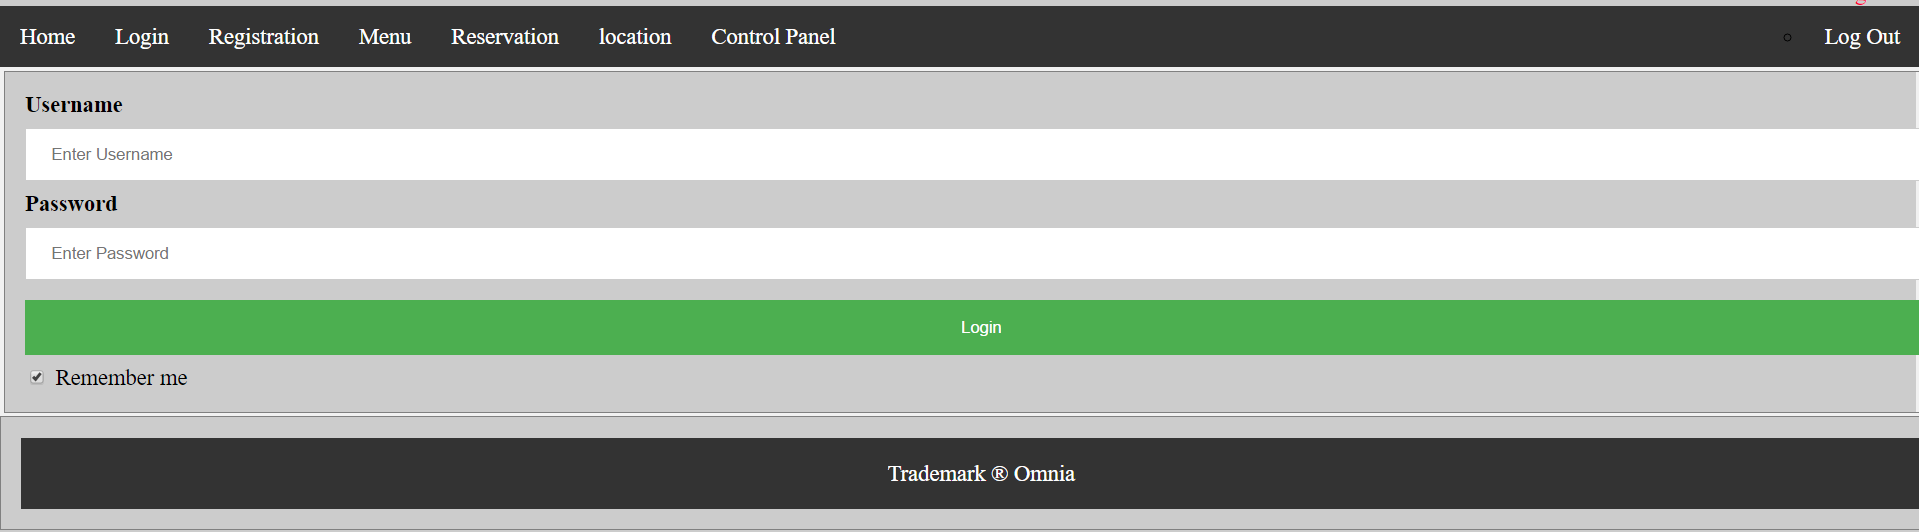 Home Login Registration Menu Reservation location Control Panel Log Out
Username
Enter Username
Password
Enter Password
Login
Remember me
Trademark ® Omnia